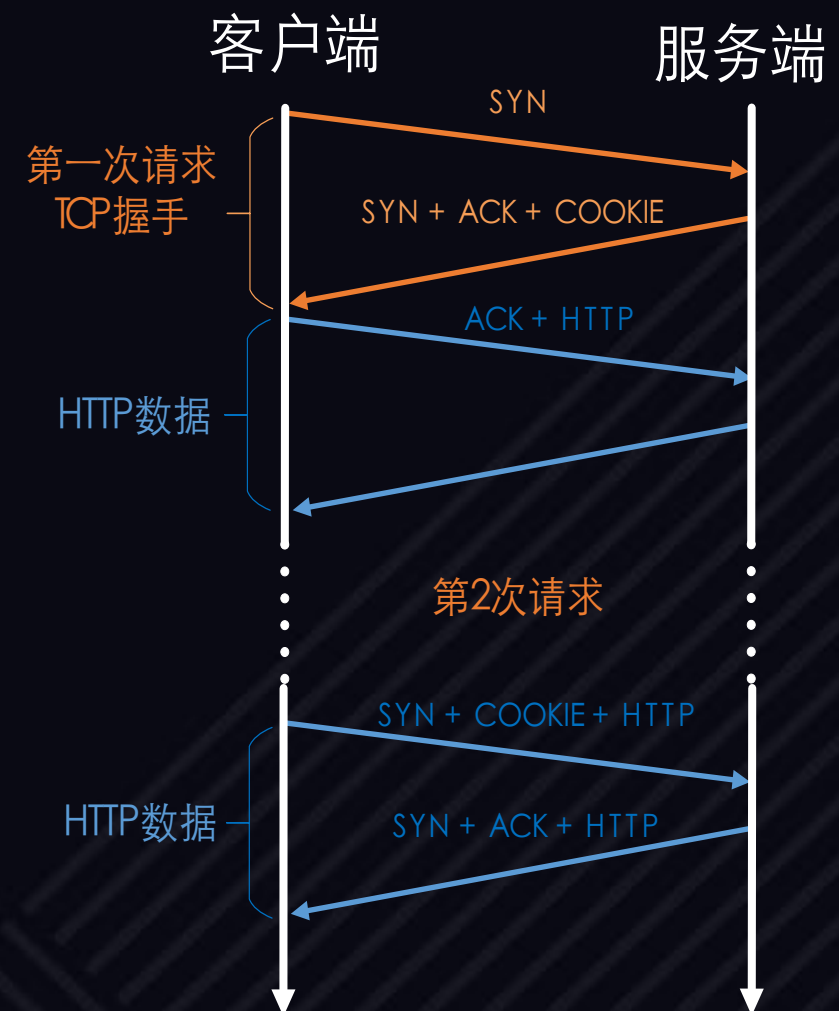 客户端
服务端
SYN
第一次请求
TCP握手
SYN + ACK + COOKIE
ACK + HTTP
HTTP数据
第2次请求
SYN + COOKIE + HTTP
HTTP数据
SYN + ACK + HTTP